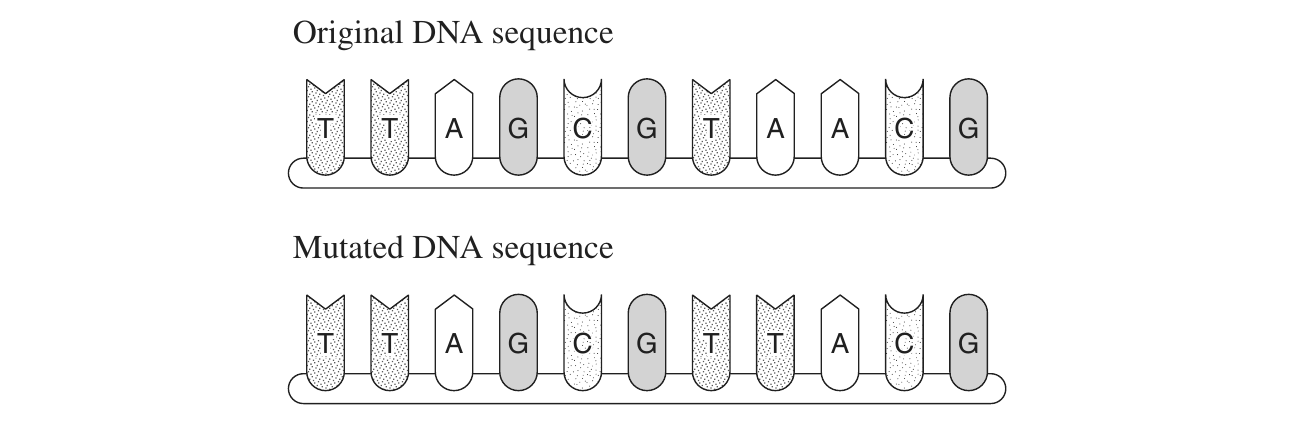 Original DNA sequence
T T A G C G T A A C G
Mutated DNA sequence
T T A G C G T T A C G